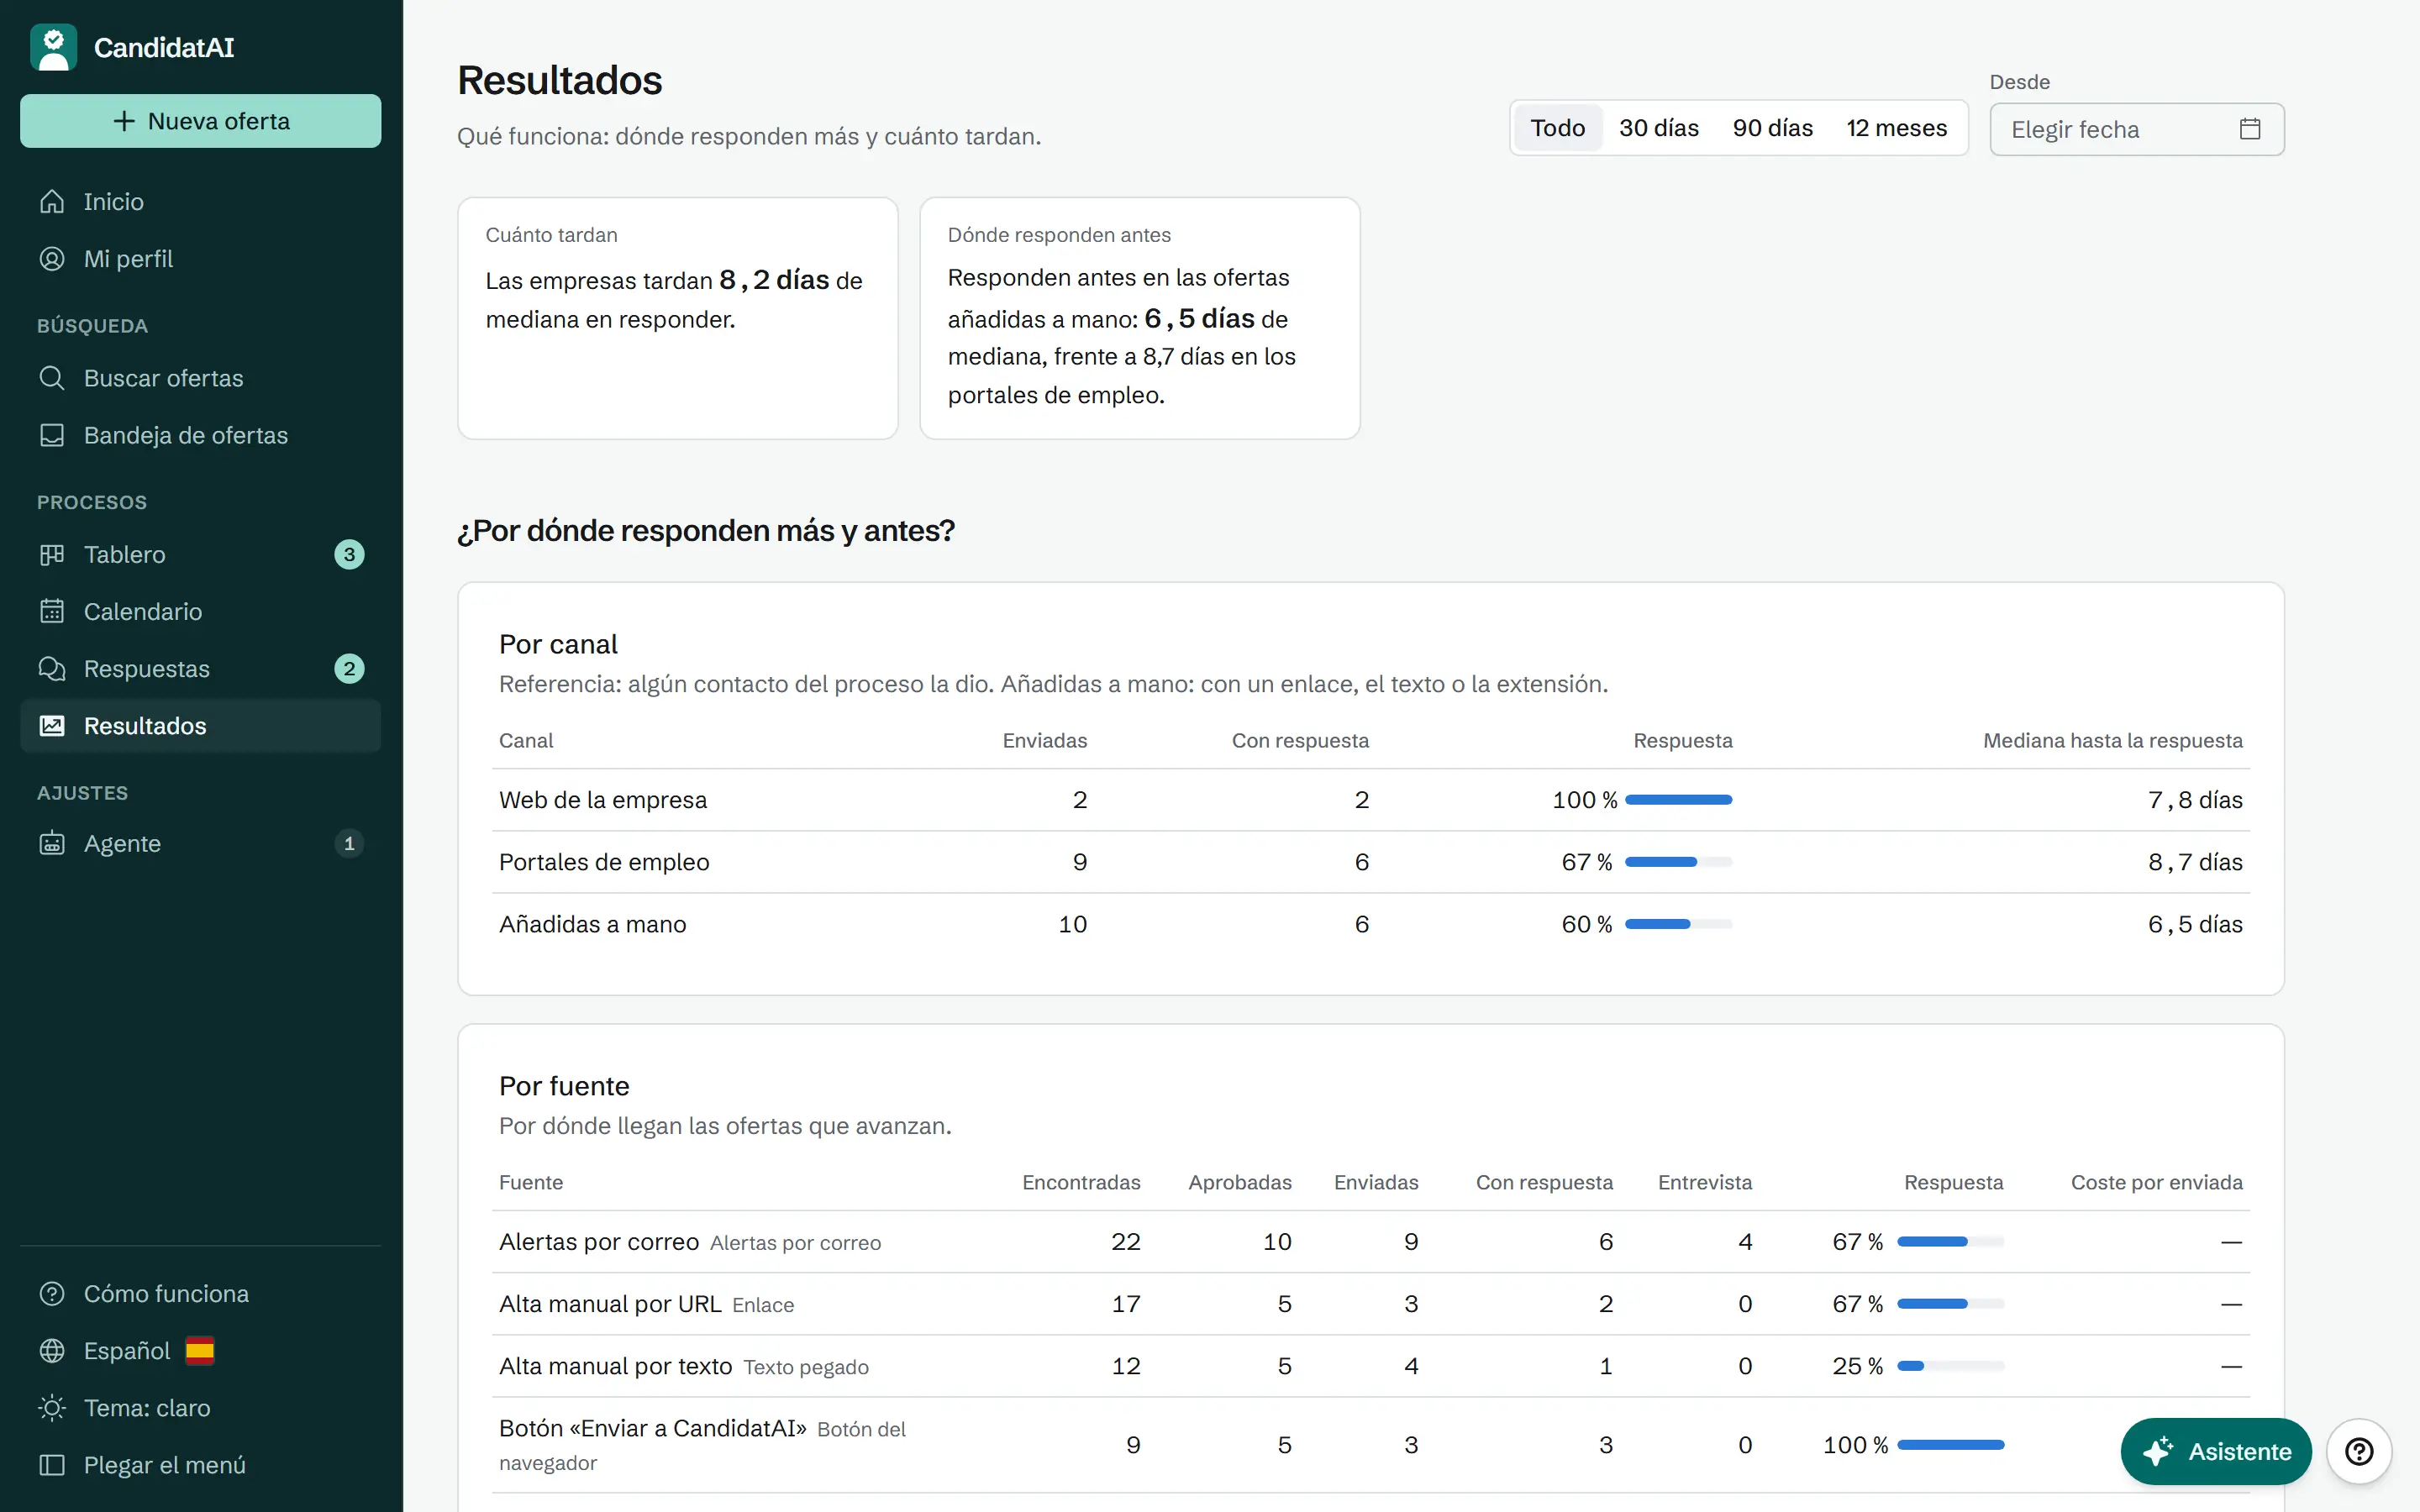 CandidatAI
Nueva oferta
Inicio
Mi perfil
BÚSQUEDA
Buscar ofertas
Bandeja de ofertas
PROCESOS
Tablero 3
Calendario
Respuestas 2
Resultados
AJUSTES
Agente 1
Cómo funciona
Español
Tema: claro
Plegar el menú
Resultados
Qué funciona: dónde responden más y cuánto tardan.
Todo 30 días 90 días 12 meses
Desde
Elegir fecha
Cuánto tardan
Las empresas tardan 8,2 días de
mediana en responder.
Dónde responden antes
Responden antes en las ofertas
añadidas a mano: 6,5 días de
mediana, frente a 8,7 días en los
portales de empleo.
¿Por dónde responden más y antes?
Por canal
Referencia: algún contacto del proceso la dio. Añadidas a mano: con un enlace, el texto o la extensión.
Canal Enviadas Con respuesta Respuesta Mediana hasta la respuesta
Web de la empresa 2 2 100 % 7,8 días
Portales de empleo 9 6 67 % 8,7 días
Añadidas a mano 10 6 60 % 6,5 días
Por fuente
Por dónde llegan las ofertas que avanzan.
Fuente Encontradas Aprobadas Enviadas Con respuesta Entrevista Respuesta Coste por enviada
Alertas por correo Alertas por correo 22 10 9 6 4 67 % —
Alta manual por URL Enlace 17 5 3 2 0 67 % —
Alta manual por texto Texto pegado 12 5 4 1 0 25 % —
Botón «Enviar a CandidatAI» Botón del
navegador 9 5 3 3 0 100 %
Asistente